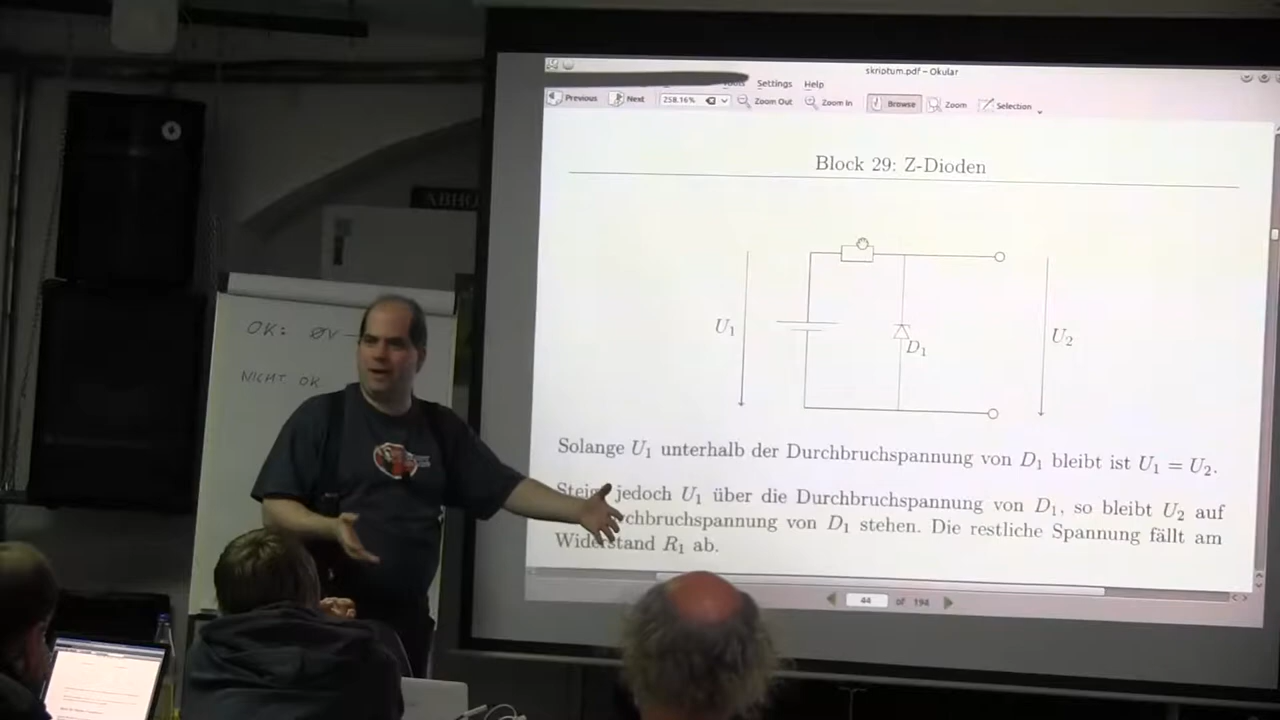 skriptum.pdf – Okular
Settings Help
Previous Next 258.16% Zoom Out Zoom In Browse Zoom Selection
ABHO
Block 29: Z-Dioden
U1
D1
U2
OK: ØV
NICHT OK
Solange U1 unterhalb der Durchbruchspannung von D1 bleibt ist U1 = U2.
jedoch U1 über die Durchbruchspannung von D1, so bleibt U2 auf
rchbruchspannung von D1 stehen. Die restliche Spannung fällt am
Widerstand R1 ab.
44 of 194